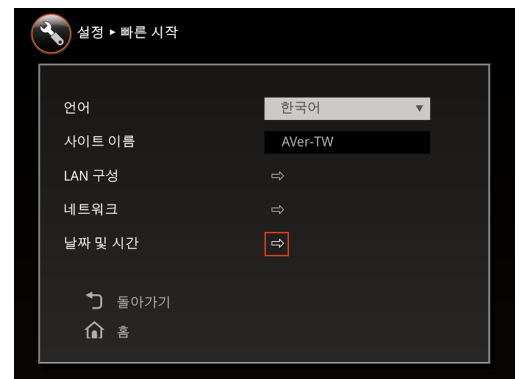 설정 ▸ 빠른 시작
언어 한국어 ▼
사이트 이름 AVer-TW
LAN 구성 ⇨
네트워크 ⇨
날짜 및 시간 ⇨
돌아가기
홈